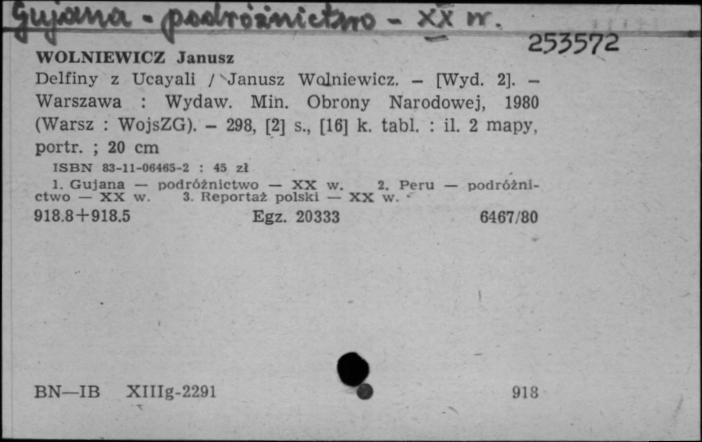 Gujana - podróżnictwo - XX w.
253572
WOLNIEWICZ Janusz
Delfiny z Ucayali / Janusz Wolniewicz. — [Wyd. 2]. —
Warszawa : Wydaw. Min. Obrony Narodowej, 1980
(Warsz : WojsZG). — 298, [2] s., [16] k. tabl. : il. 2 mapy,
portr. ; 20 cm
ISBN 83-11-06465-2 : 45 zł
1. Gujana — podróżnictwo — XX w. 2. Peru — podróżni-
ctwo — XX w. 3. Reportaż polski — XX w.
918.8+918.5 Egz. 20333 6467/80
BN—IB XIIIg-2291 918